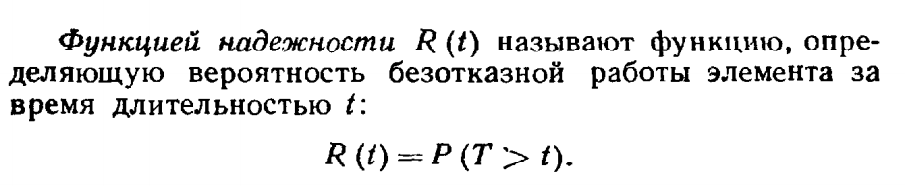 Функцией надежности R (t) называют функцию, опре-
деляющую вероятность безотказной работы элемента за
время длительностью t:
R (t) = P (T > t).